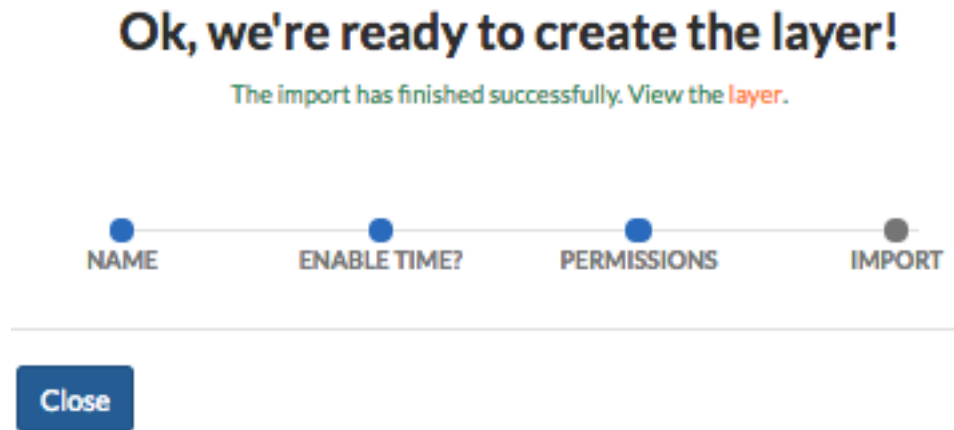 Ok, we're ready to create the layer!
The import has finished successfully. View the layer.
NAME ENABLE TIME? PERMISSIONS IMPORT
Close